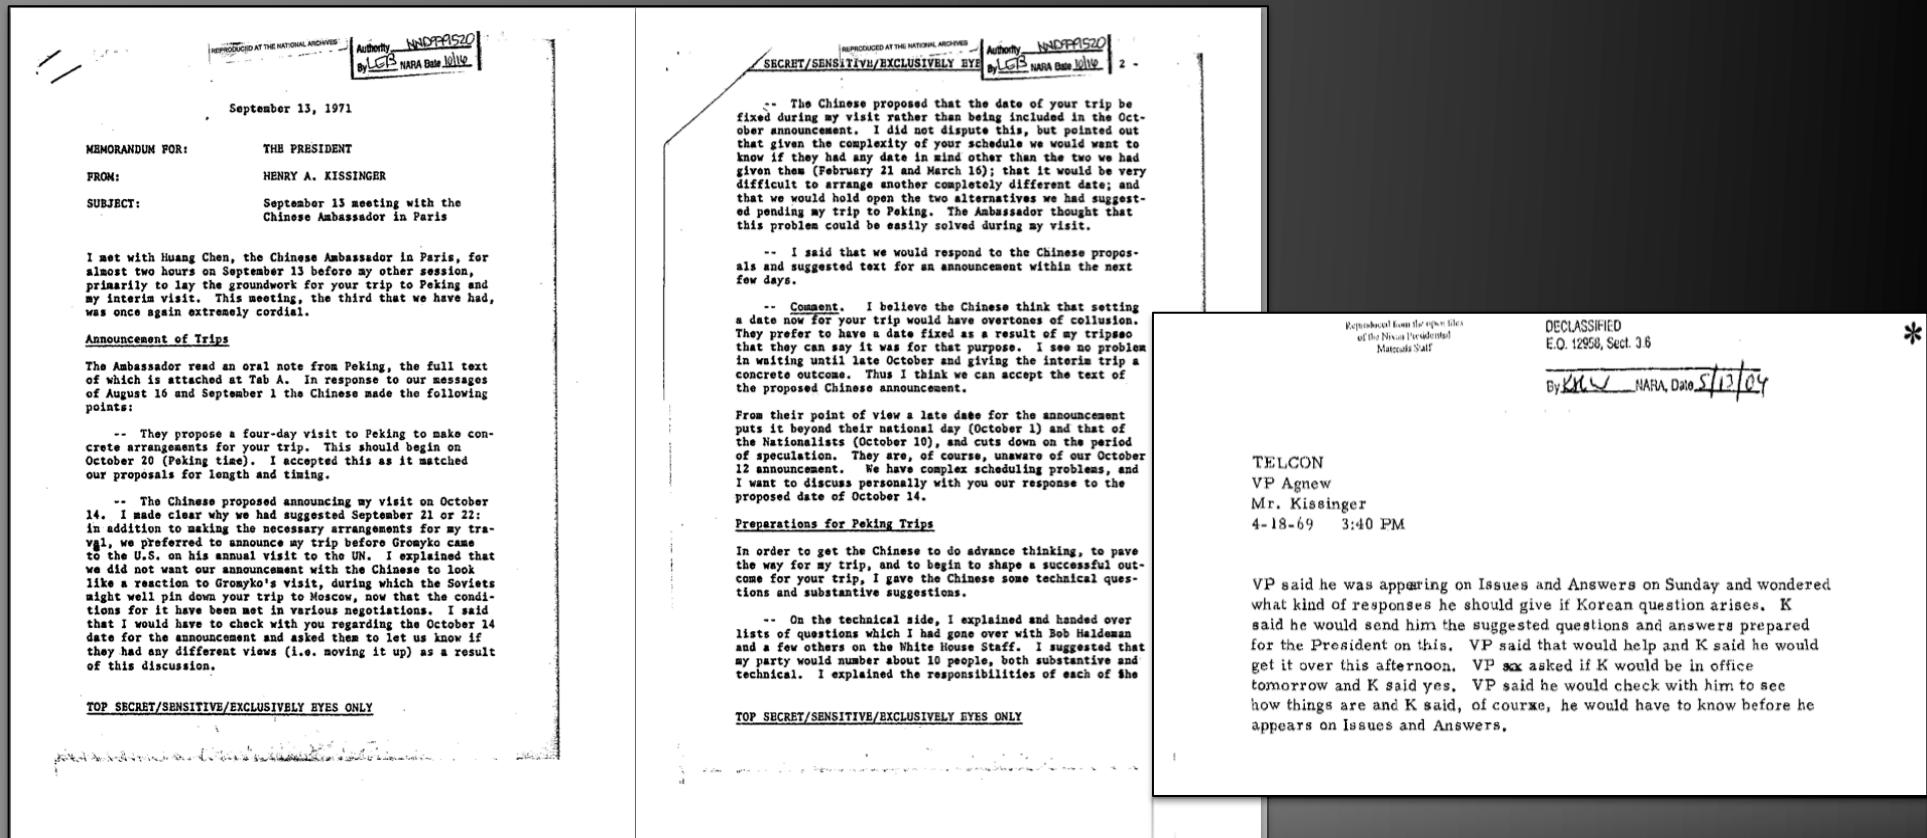 REPRODUCED AT THE NATIONAL ARCHIVES
Authority NND979520
By LEB NARA Date 10/16
September 13, 1971
MEMORANDUM FOR: THE PRESIDENT
FROM: HENRY A. KISSINGER
SUBJECT: September 13 meeting with the
Chinese Ambassador in Paris
I met with Huang Chen, the Chinese Ambassador in Paris, for
almost two hours on September 13 before my other session,
primarily to lay the groundwork for your trip to Peking and
my interim visit. This meeting, the third that we have had,
was once again extremely cordial.
Announcement of Trips
The Ambassador read an oral note from Peking, the full text
of which is attached at Tab A. In response to our messages
of August 16 and September 1 the Chinese made the following
points:
-- They propose a four-day visit to Peking to make con-
crete arrangements for your trip. This should begin on
October 20 (Peking time). I accepted this as it matched
our proposals for length and timing.
-- The Chinese proposed announcing my visit on October
14. I made clear why we had suggested September 21 or 22:
in addition to making the necessary arrangements for my tra-
vel, we preferred to announce my trip before Gromyko came
to the U.S. on his annual visit to the UN. I explained that
we did not want our announcement with the Chinese to look
like a reaction to Gromyko's visit, during which the Soviets
might well pin down your trip to Moscow, now that the condi-
tions for it have been met in various negotiations. I said
that I would have to check with you regarding the October 14
date for the announcement and asked them to let us know if
they had any different views (i.e. moving it up) as a result
of this discussion.
TOP SECRET/SENSITIVE/EXCLUSIVELY EYES ONLY
REPRODUCED AT THE NATIONAL ARCHIVES
Authority NND979520
By LEB NARA Date 10/16
SECRET/SENSITIVE/EXCLUSIVELY EYE 2 -
-- The Chinese proposed that the date of your trip be
fixed during my visit rather than being included in the Oct-
ober announcement. I did not dispute this, but pointed out
that given the complexity of your schedule we would want to
know if they had any date in mind other than the two we had
given them (February 21 and March 16); that it would be very
difficult to arrange another completely different date; and
that we would hold open the two alternatives we had suggest-
ed pending my trip to Peking. The Ambassador thought that
this problem could be easily solved during my visit.
-- I said that we would respond to the Chinese propos-
als and suggested text for an announcement within the next
few days.
-- Comment. I believe the Chinese think that setting
a date now for your trip would have overtones of collusion.
They prefer to have a date fixed as a result of my tripsso
that they can say it was for that purpose. I see no problem
in waiting until late October and giving the interim trip a
concrete outcome. Thus I think we can accept the text of
the proposed Chinese announcement.
From their point of view a late date for the announcement
puts it beyond their national day (October 1) and that of
the Nationalists (October 10), and cuts down on the period
of speculation. They are, of course, unaware of our October
12 announcement. We have complex scheduling problems, and
I want to discuss personally with you our response to the
proposed date of October 14.
Preparations for Peking Trips
In order to get the Chinese to do advance thinking, to pave
the way for my trip, and to begin to shape a successful out-
come for your trip, I gave the Chinese some technical ques-
tions and substantive suggestions.
-- On the technical side, I explained and handed over
lists of questions which I had gone over with Bob Haldeman
and a few others on the White House Staff. I suggested that
my party would number about 10 people, both substantive and
technical. I explained the responsibilities of each of the
TOP SECRET/SENSITIVE/EXCLUSIVELY EYES ONLY
Reproduced from the open files
of the Nixon Presidential
Materials Staff
DECLASSIFIED
E.O. 12958, Sect. 3.6
By KMW NARA, Date 5/13/04
*
TELCON
VP Agnew
Mr. Kissinger
4-18-69 3:40 PM
VP said he was appearing on Issues and Answers on Sunday and wondered
what kind of responses he should give if Korean question arises. K
said he would send him the suggested questions and answers prepared
for the President on this. VP said that would help and K said he would
get it over this afternoon. VP asked if K would be in office
tomorrow and K said yes. VP said he would check with him to see
how things are and K said, of course, he would have to know before he
appears on Issues and Answers.